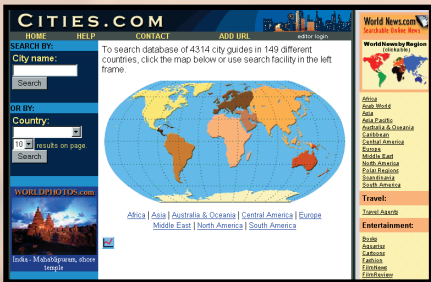 CITIES.COM
HOME HELP CONTACT ADD URL editor login
SEARCH BY:
City name:
Search
OR BY:
Country:
10 results on page.
Search
WORLDPHOTOS.com
India - Mahabalipuram, shore
temple
To search database of 4314 city guides in 149 different
countries, click the map below or use search facility in the left
frame.
Africa | Asia | Australia & Oceania | Central America | Europe
Middle East | North America | South America
World News.com
Searchable Online News
World News by Region
(clickable)
Africa
Arab World
Asia
Asia Pacific
Australia & Oceania
Caribbean
Central America
Europe
Middle East
North America
Polar Regions
Scandinavia
South America
Travel:
Travel Agents
Entertainment:
Books
Aquarius
Cartoons
Fashion
FilmNews
FilmReview